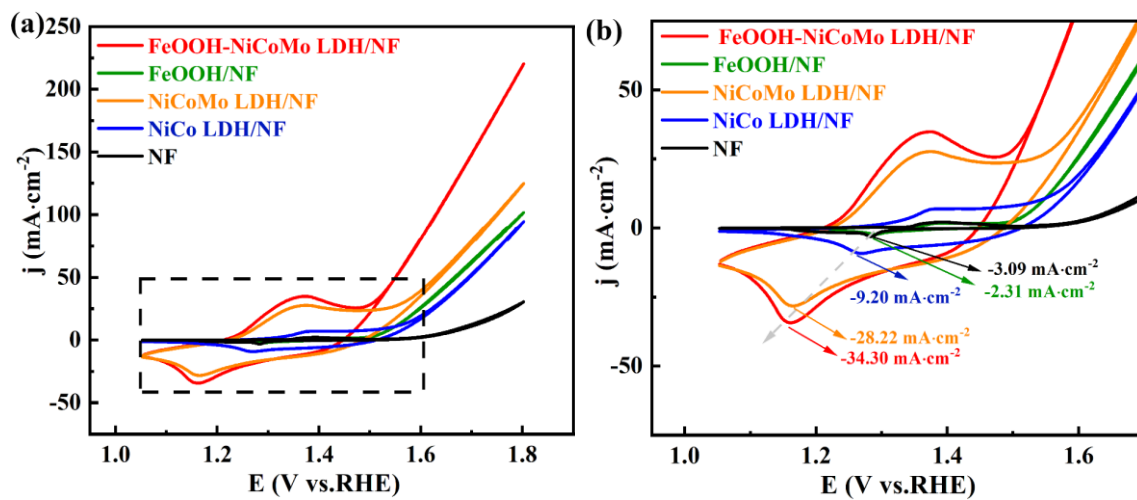 (a)
250
200
150
100
50
0
-50
j (mA·cm⁻²)
FeOOH-NiCoMo LDH/NF
FeOOH/NF
NiCoMo LDH/NF
NiCo LDH/NF
NF
1.0 1.2 1.4 1.6 1.8
E (V vs.RHE)
(b)
50
0
-50
j (mA·cm⁻²)
FeOOH-NiCoMo LDH/NF
FeOOH/NF
NiCoMo LDH/NF
NiCo LDH/NF
NF
-3.09 mA·cm⁻²
-2.31 mA·cm⁻²
-9.20 mA·cm⁻²
-28.22 mA·cm⁻²
-34.30 mA·cm⁻²
1.0 1.2 1.4 1.6
E (V vs.RHE)